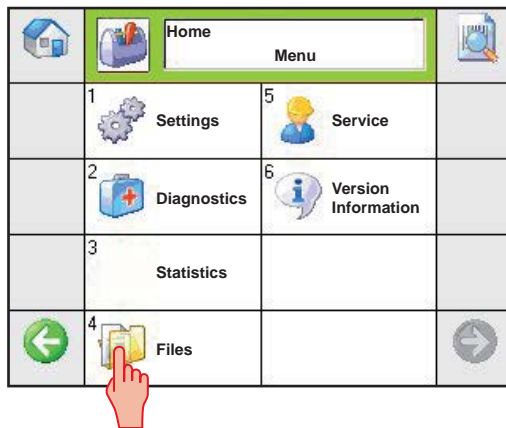 Home
Menu
1
Settings
5
Service
2
Diagnostics
6
Version
Information
3
Statistics
4
Files